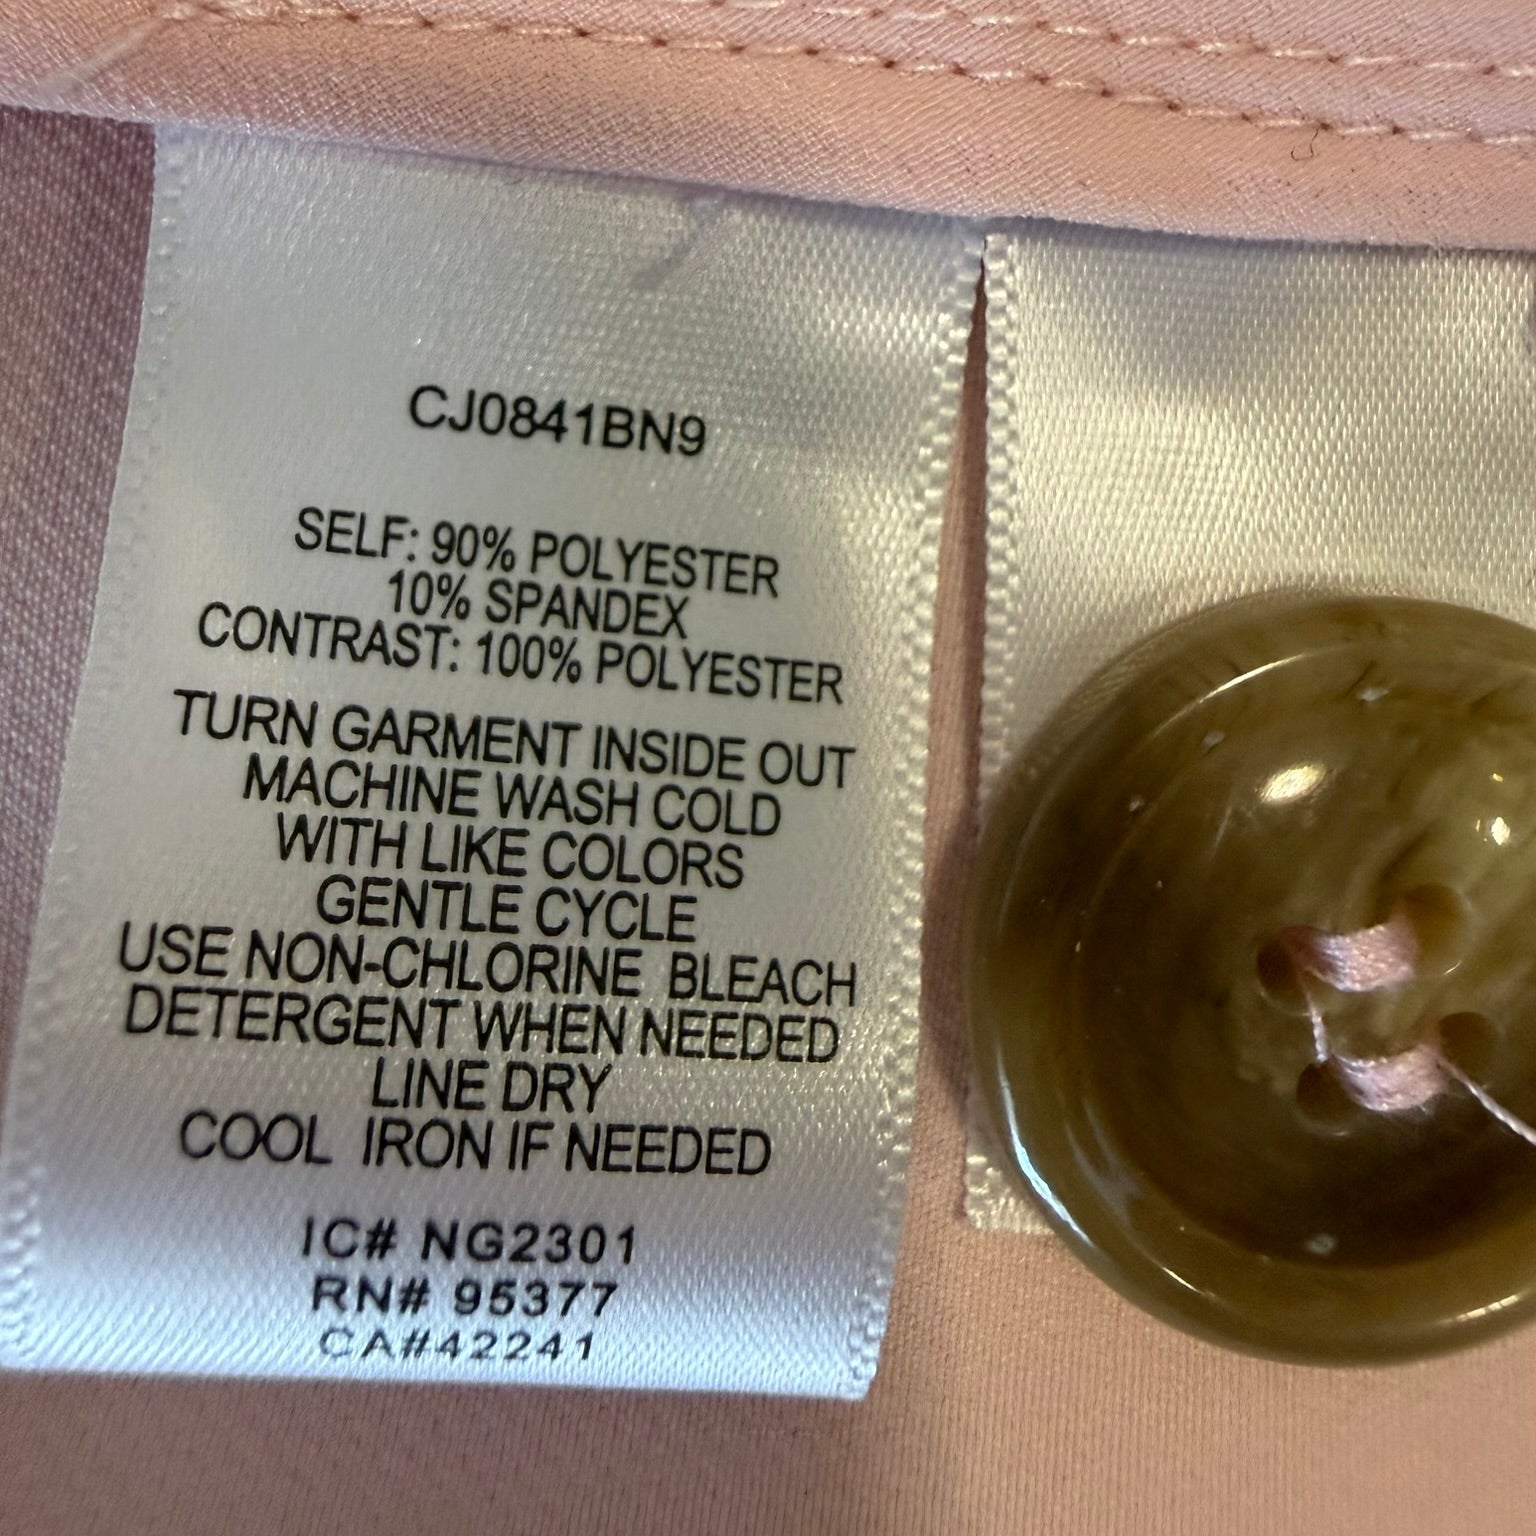 CJ0841BN9
SELF: 90% POLYESTER
10% SPANDEX
CONTRAST: 100% POLYESTER
TURN GARMENT INSIDE OUT
MACHINE WASH COLD
WITH LIKE COLORS
GENTLE CYCLE
USE NON-CHLORINE BLEACH
DETERGENT WHEN NEEDED
LINE DRY
COOL IRON IF NEEDED
IC# NG2301
RN# 95377
CA#42241